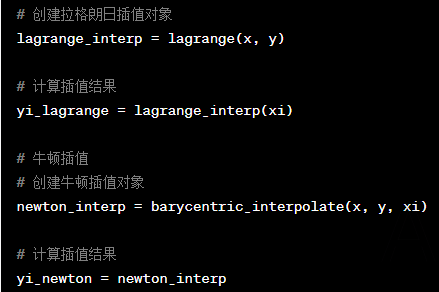 # 创建拉格朗日插值对象
lagrange_interp = lagrange(x, y)
# 计算插值结果
yi_lagrange = lagrange_interp(xi)
# 牛顿插值
# 创建牛顿插值对象
newton_interp = barycentric_interpolate(x, y, xi)
# 计算插值结果
yi_newton = newton_interp